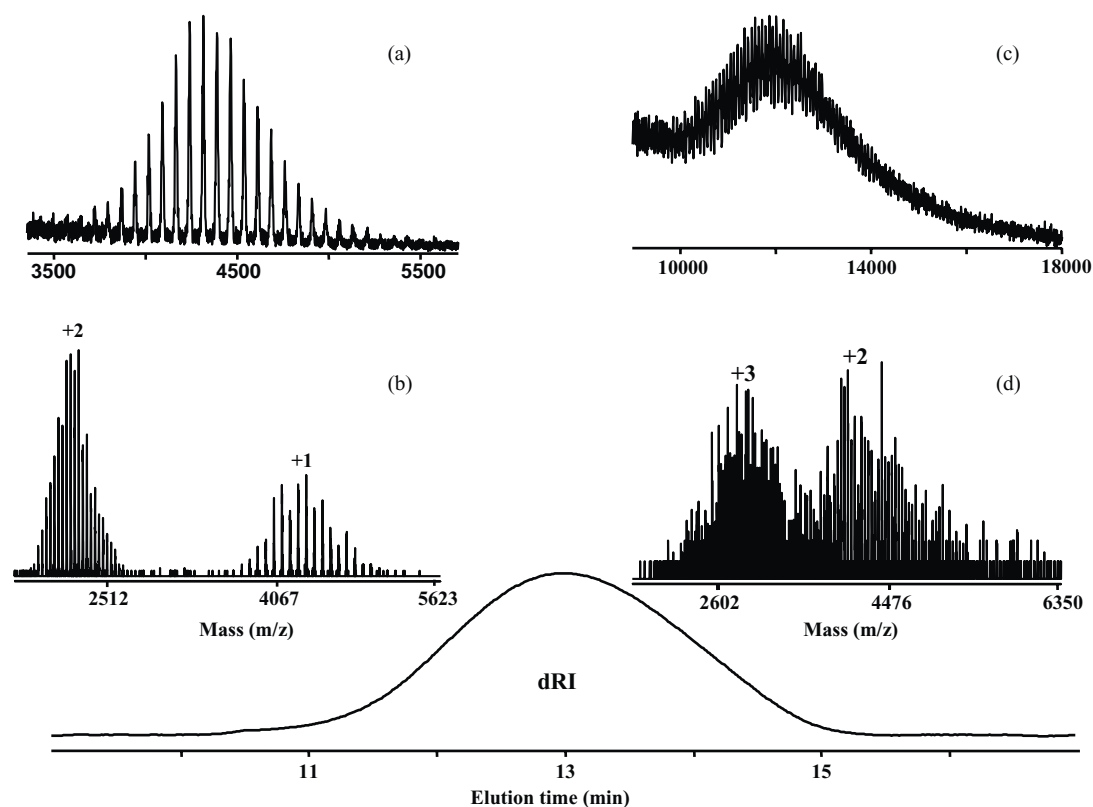 (a)
3500 4500 5500
(c)
10000 14000 18000
+2
(b)
+1
2512 4067 5623
Mass (m/z)
+3
+2
(d)
2602 4476 6350
Mass (m/z)
dRI
11 13 15
Elution time (min)